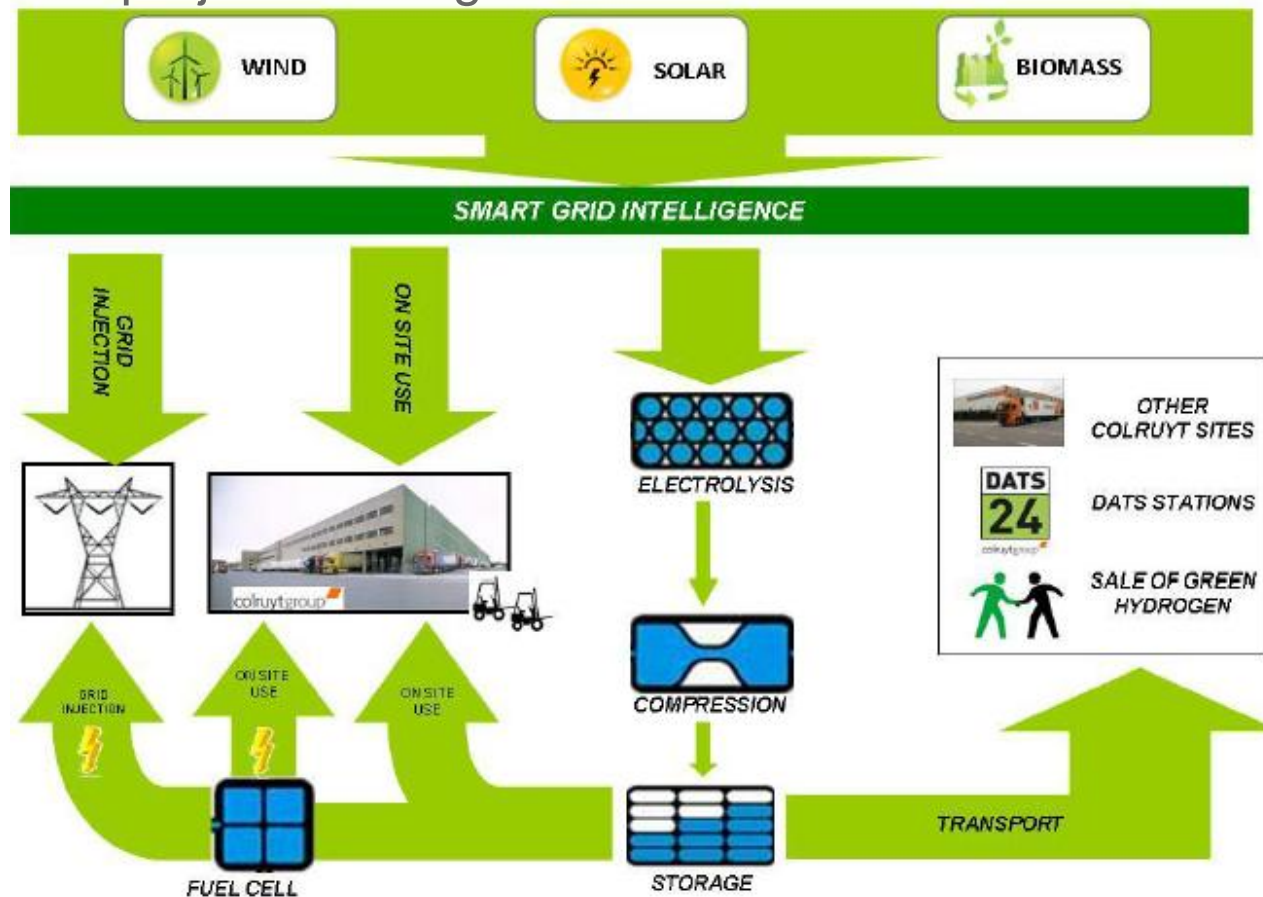 WIND
SOLAR
BIOMASS
SMART GRID INTELLIGENCE
GRID
INJECTION
ON SITE USE
ELECTROLYSIS
OTHER
COLRUYT SITES
DATS
24
colruytgroup
DATS STATIONS
SALE OF GREEN
HYDROGEN
colruytgroup
COMPRESSION
GRID
INJECTION
ON SITE
USE
ON SITE
USE
FUEL CELL
STORAGE
TRANSPORT